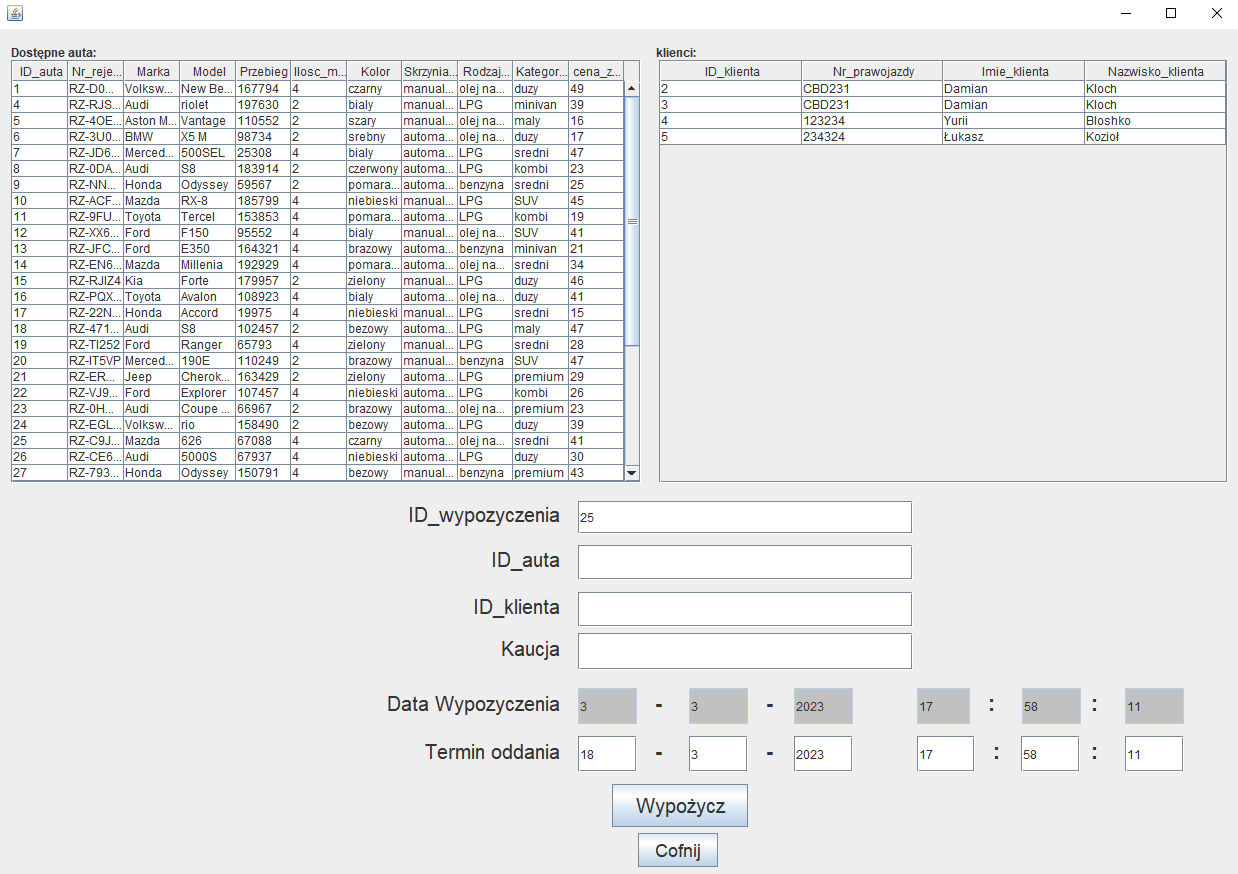 Dostępne auta:
ID_auta Nr_reje... Marka Model Przebieg Ilosc_m... Kolor Skrzynia... Rodzaj... Kategor... cena_z...
1 RZ-D0... Volksw... New Be... 167794 4 czarny manual... olej na... duzy 49
4 RZ-RJS... Audi riolet 197630 2 bialy manual... LPG minivan 39
5 RZ-4OE... Aston M... Vantage 110552 2 szary manual... olej na... maly 16
6 RZ-3U0... BMW X5 M 98734 2 srebny automa... olej na... duzy 17
7 RZ-JD6... Merced... 500SEL 25308 4 bialy automa... LPG sredni 47
8 RZ-0DA... Audi S8 183914 2 czerwony automa... LPG kombi 23
9 RZ-NN... Honda Odyssey 59567 4 pomara... automa... benzyna sredni 25
10 RZ-ACF... Mazda RX-8 185799 4 niebieski manual... LPG SUV 45
11 RZ-9FU... Toyota Tercel 153853 4 pomara... automa... LPG kombi 19
12 RZ-XX6... Ford F150 95552 4 bialy manual... olej na... SUV 41
13 RZ-JFC... Ford E350 164321 4 brazowy automa... benzyna minivan 21
14 RZ-EN6... Mazda Millenia 192929 4 pomara... automa... olej na... sredni 34
15 RZ-RJIZ4 Kia Forte 179957 2 zielony manual... LPG duzy 46
16 RZ-PQX... Toyota Avalon 108923 4 bialy automa... olej na... duzy 41
17 RZ-22N... Honda Accord 19975 4 niebieski manual... LPG sredni 15
18 RZ-471... Audi S8 102457 2 bezowy automa... LPG maly 47
19 RZ-TI252 Ford Ranger 65793 4 zielony manual... LPG sredni 28
20 RZ-IT5VP Merced... 190E 110249 2 brazowy manual... benzyna SUV 47
21 RZ-ER... Jeep Cherok... 163429 2 zielony automa... LPG premium 29
22 RZ-VJ9... Ford Explorer 107457 4 niebieski manual... LPG kombi 26
23 RZ-0H... Audi Coupe ... 66967 2 brazowy automa... olej na... premium 23
24 RZ-EGL... Volksw... rio 158490 2 bezowy automa... LPG duzy 39
25 RZ-C9J... Mazda 626 67088 4 czarny automa... olej na... sredni 41
26 RZ-CE6... Audi 5000S 67937 4 niebieski automa... LPG duzy 30
27 RZ-793... Honda Odyssey 150791 4 bezowy manual... benzyna premium 43
klienci:
ID_klienta Nr_prawojazdy Imie_klienta Nazwisko_klienta
2 CBD231 Damian Kloch
3 CBD231 Damian Kloch
4 123234 Yurii Bloshko
5 234324 Łukasz Kozioł
ID_wypozyczenia 25
ID_auta
ID_klienta
Kaucja
Data Wypozyczenia 3 - 3 - 2023 17 : 58 : 11
Termin oddania 18 - 3 - 2023 17 : 58 : 11
Wypożycz
Cofnij